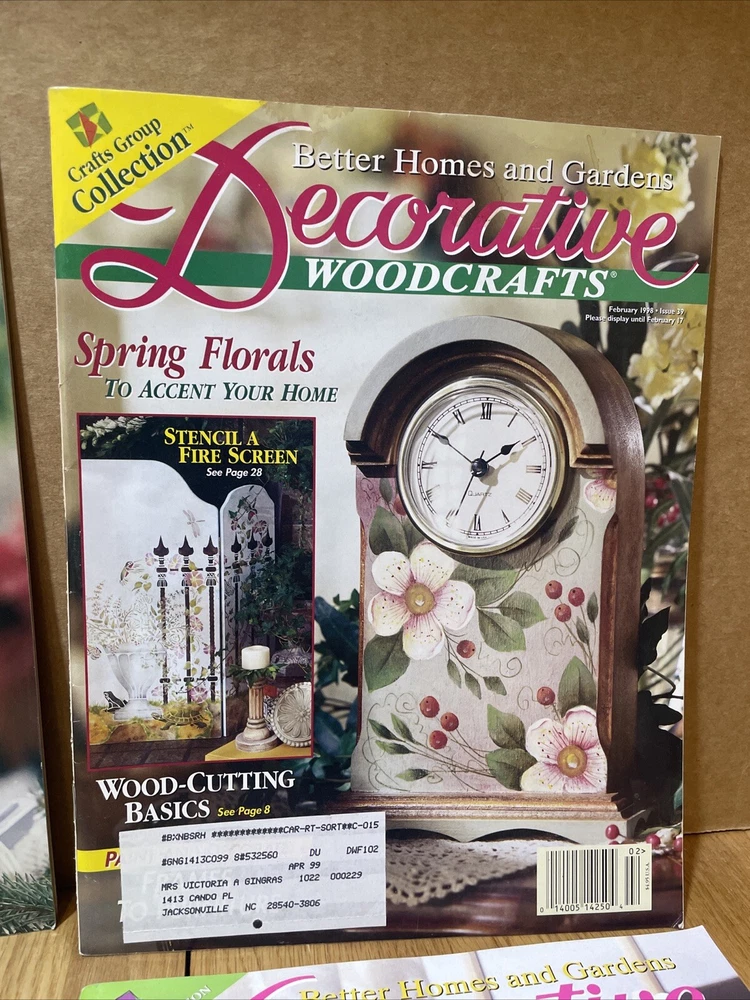 Crafts Group
Collection™
Better Homes and Gardens
Decorative
WOODCRAFTS®
February 1998 • Issue 39
Please display until February 17
Spring Florals
TO ACCENT YOUR HOME
STENCIL A
FIRE SCREEN
See Page 28
XII
QUARTZ
WOOD-CUTTING
BASICS See Page 8
#BXNBSRH *************CAR-RT-SORT**C-015
#GNG1413C099 8#532560 DU DWF102
APR 99
MRS VICTORIA A GINGRAS 1022 000229
1413 CANDO PL
JACKSONVILLE NC 28540-3806
02>
0 14005 14250 4
Better Homes and Gardens